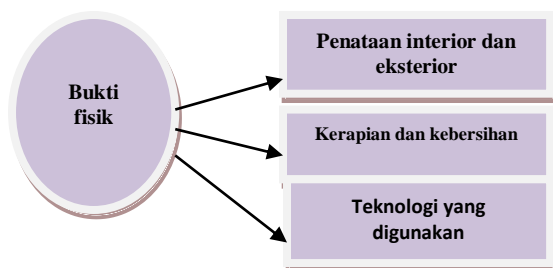 Bukti
fisik
Penataan interior dan
eksterior
Kerapian dan kebersihan
Teknologi yang
digunakan